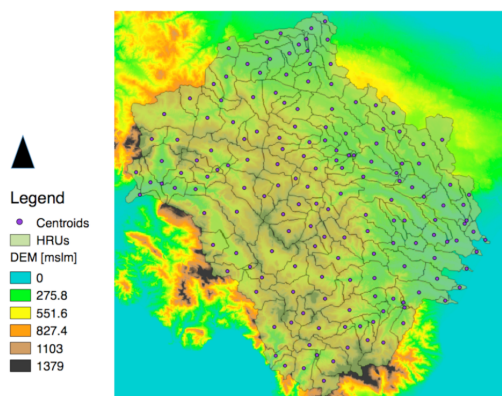 Legend
Centroids
HRUs
DEM [mslm]
0
275.8
551.6
827.4
1103
1379